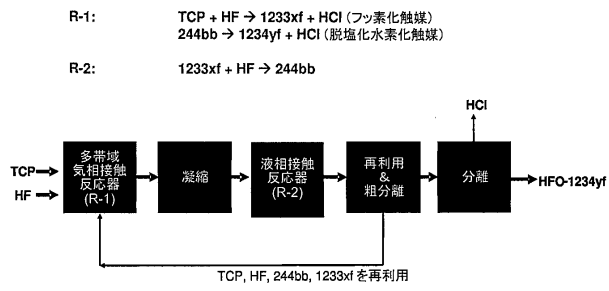 R-1: TCP + HF → 1233xf + HCl (フッ素化触媒)
244bb → 1234yf + HCl (脱塩化水素化触媒)
R-2: 1233xf + HF → 244bb
HCl
TCP
HF
多帯域
気相接触
反応器
(R-1)
凝縮
液相接触
反応器
(R-2)
再利用
&
粗分離
分離
HFO-1234yf
TCP, HF, 244bb, 1233xf を再利用